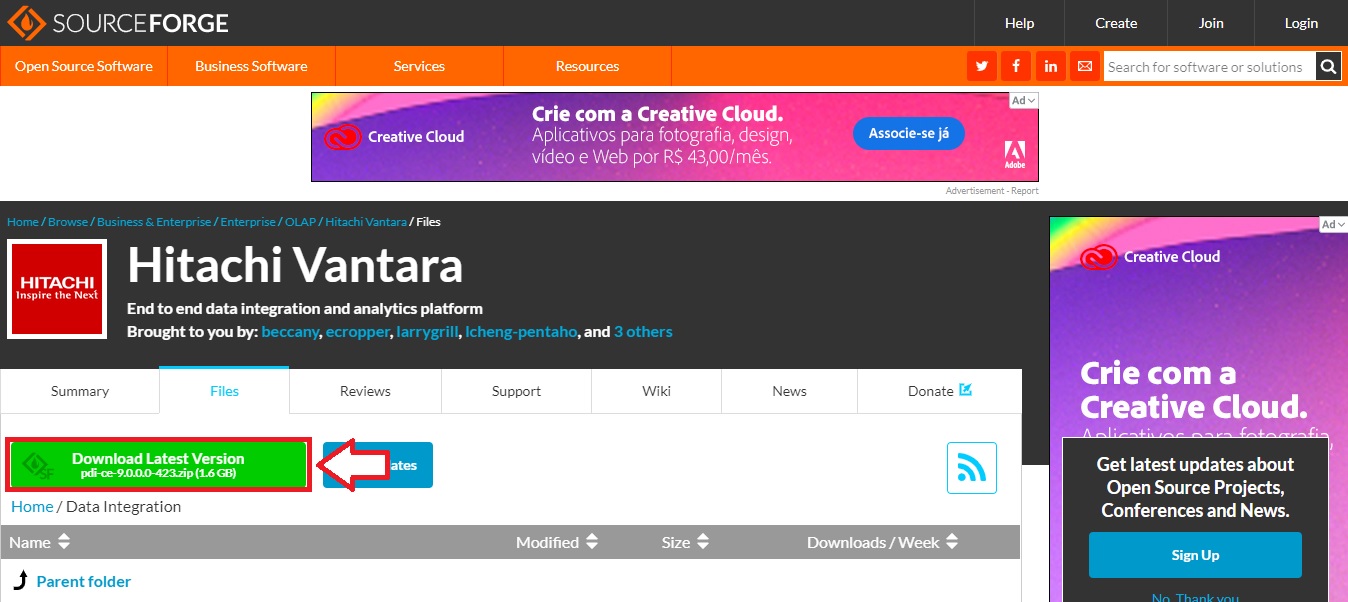 SOURCEFORGE
Help Create Join Login
Open Source Software Business Software Services Resources
Search for software or solutions
Ad
Creative Cloud
Crie com a Creative Cloud.
Aplicativos para fotografia, design,
vídeo e Web por R$ 43,00/mês.
Associe-se já
Adobe
Advertisement - Report
Home / Browse / Business & Enterprise / Enterprise / OLAP / Hitachi Vantara / Files
HITACHI
Inspire the Next
Hitachi Vantara
End to end data integration and analytics platform
Brought to you by: beccany, ecropper, larrygrill, lcheng-pentaho, and 3 others
Summary Files Reviews Support Wiki News Donate
SF
Download Latest Version
pdi-ce-9.0.0.0-423.zip (1.6 GB)
ates
Home / Data Integration
Name Modified Size Downloads / Week
Parent folder
Ad
Creative Cloud
Crie com a
Creative Cloud.
Aplicativos para fotografia,
Get latest updates about
Open Source Projects,
Conferences and News.
Sign Up
No, Thank you